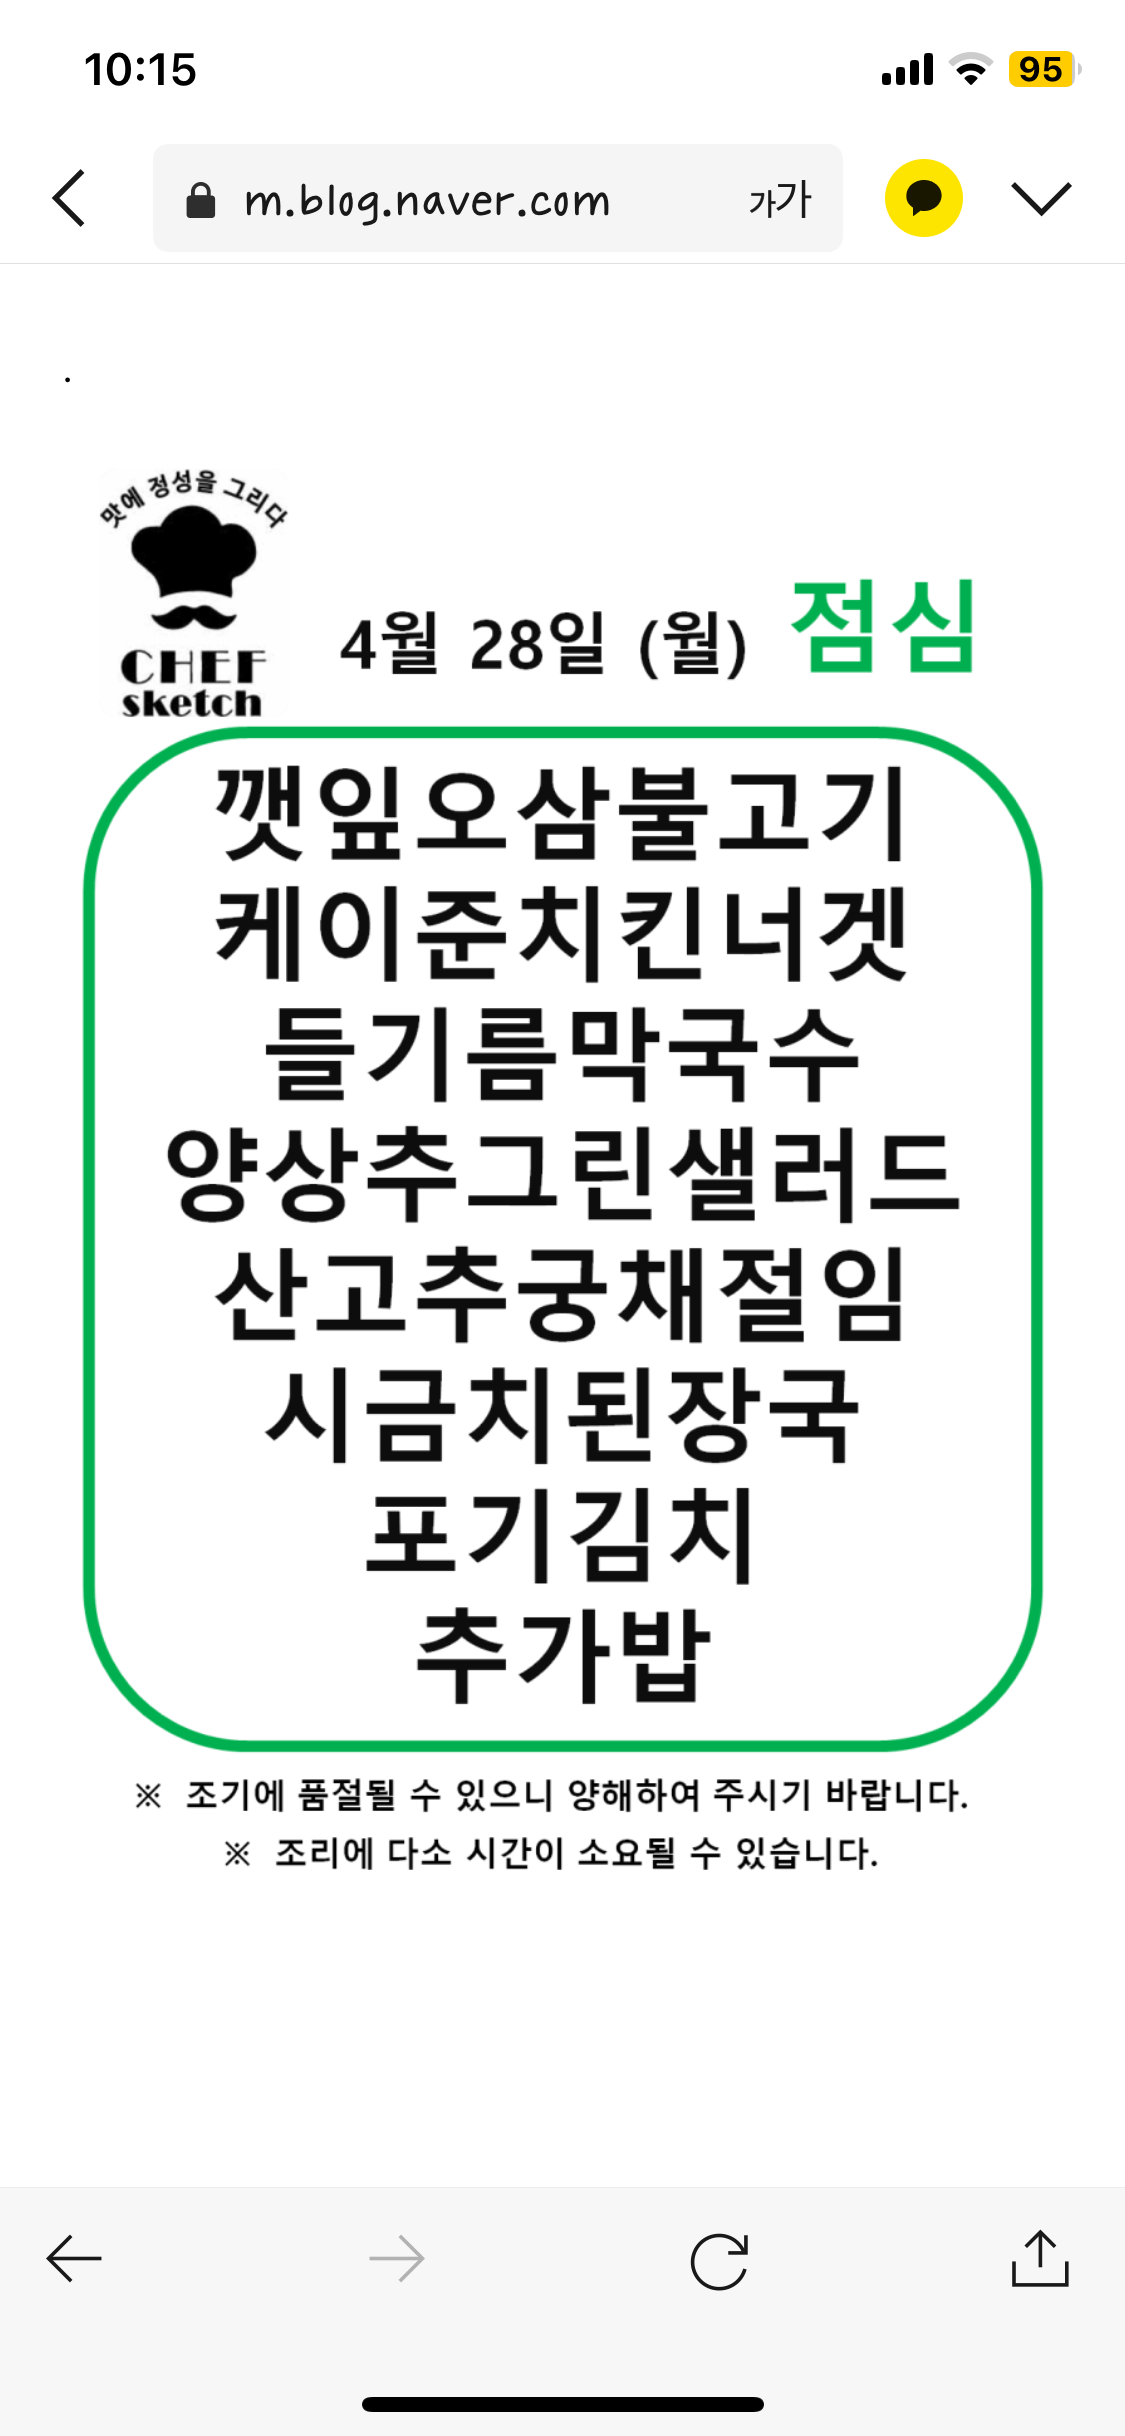 10:15
95
m.blog.naver.com 가가
.
맛에 정성을 그리다
CHEF
sketch
4월 28일 (월) 점심
깻잎오삼불고기
케이준치킨너겟
들기름막국수
양상추그린샐러드
산고추궁채절임
시금치된장국
포기김치
추가밥
※ 조기에 품절될 수 있으니 양해하여 주시기 바랍니다.
※ 조리에 다소 시간이 소요될 수 있습니다.